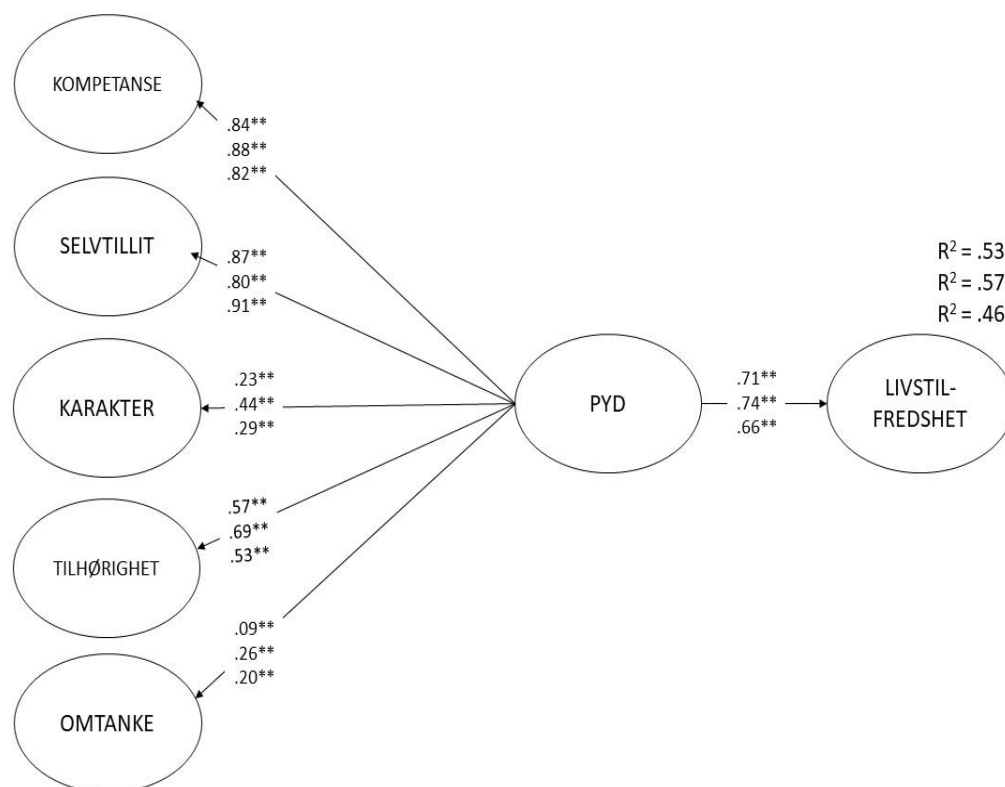 KOMPETANSE
.84**
.88**
.82**
SELVTILLIT
.87**
.80**
.91**
KARAKTER
.23**
.44**
.29**
TILHØRIGHET
.57**
.69**
.53**
OMTANKE
.09**
.26**
.20**
PYD
.71**
.74**
.66**
R² = .53
R² = .57
R² = .46
LIVSTIL-
FREDSHET